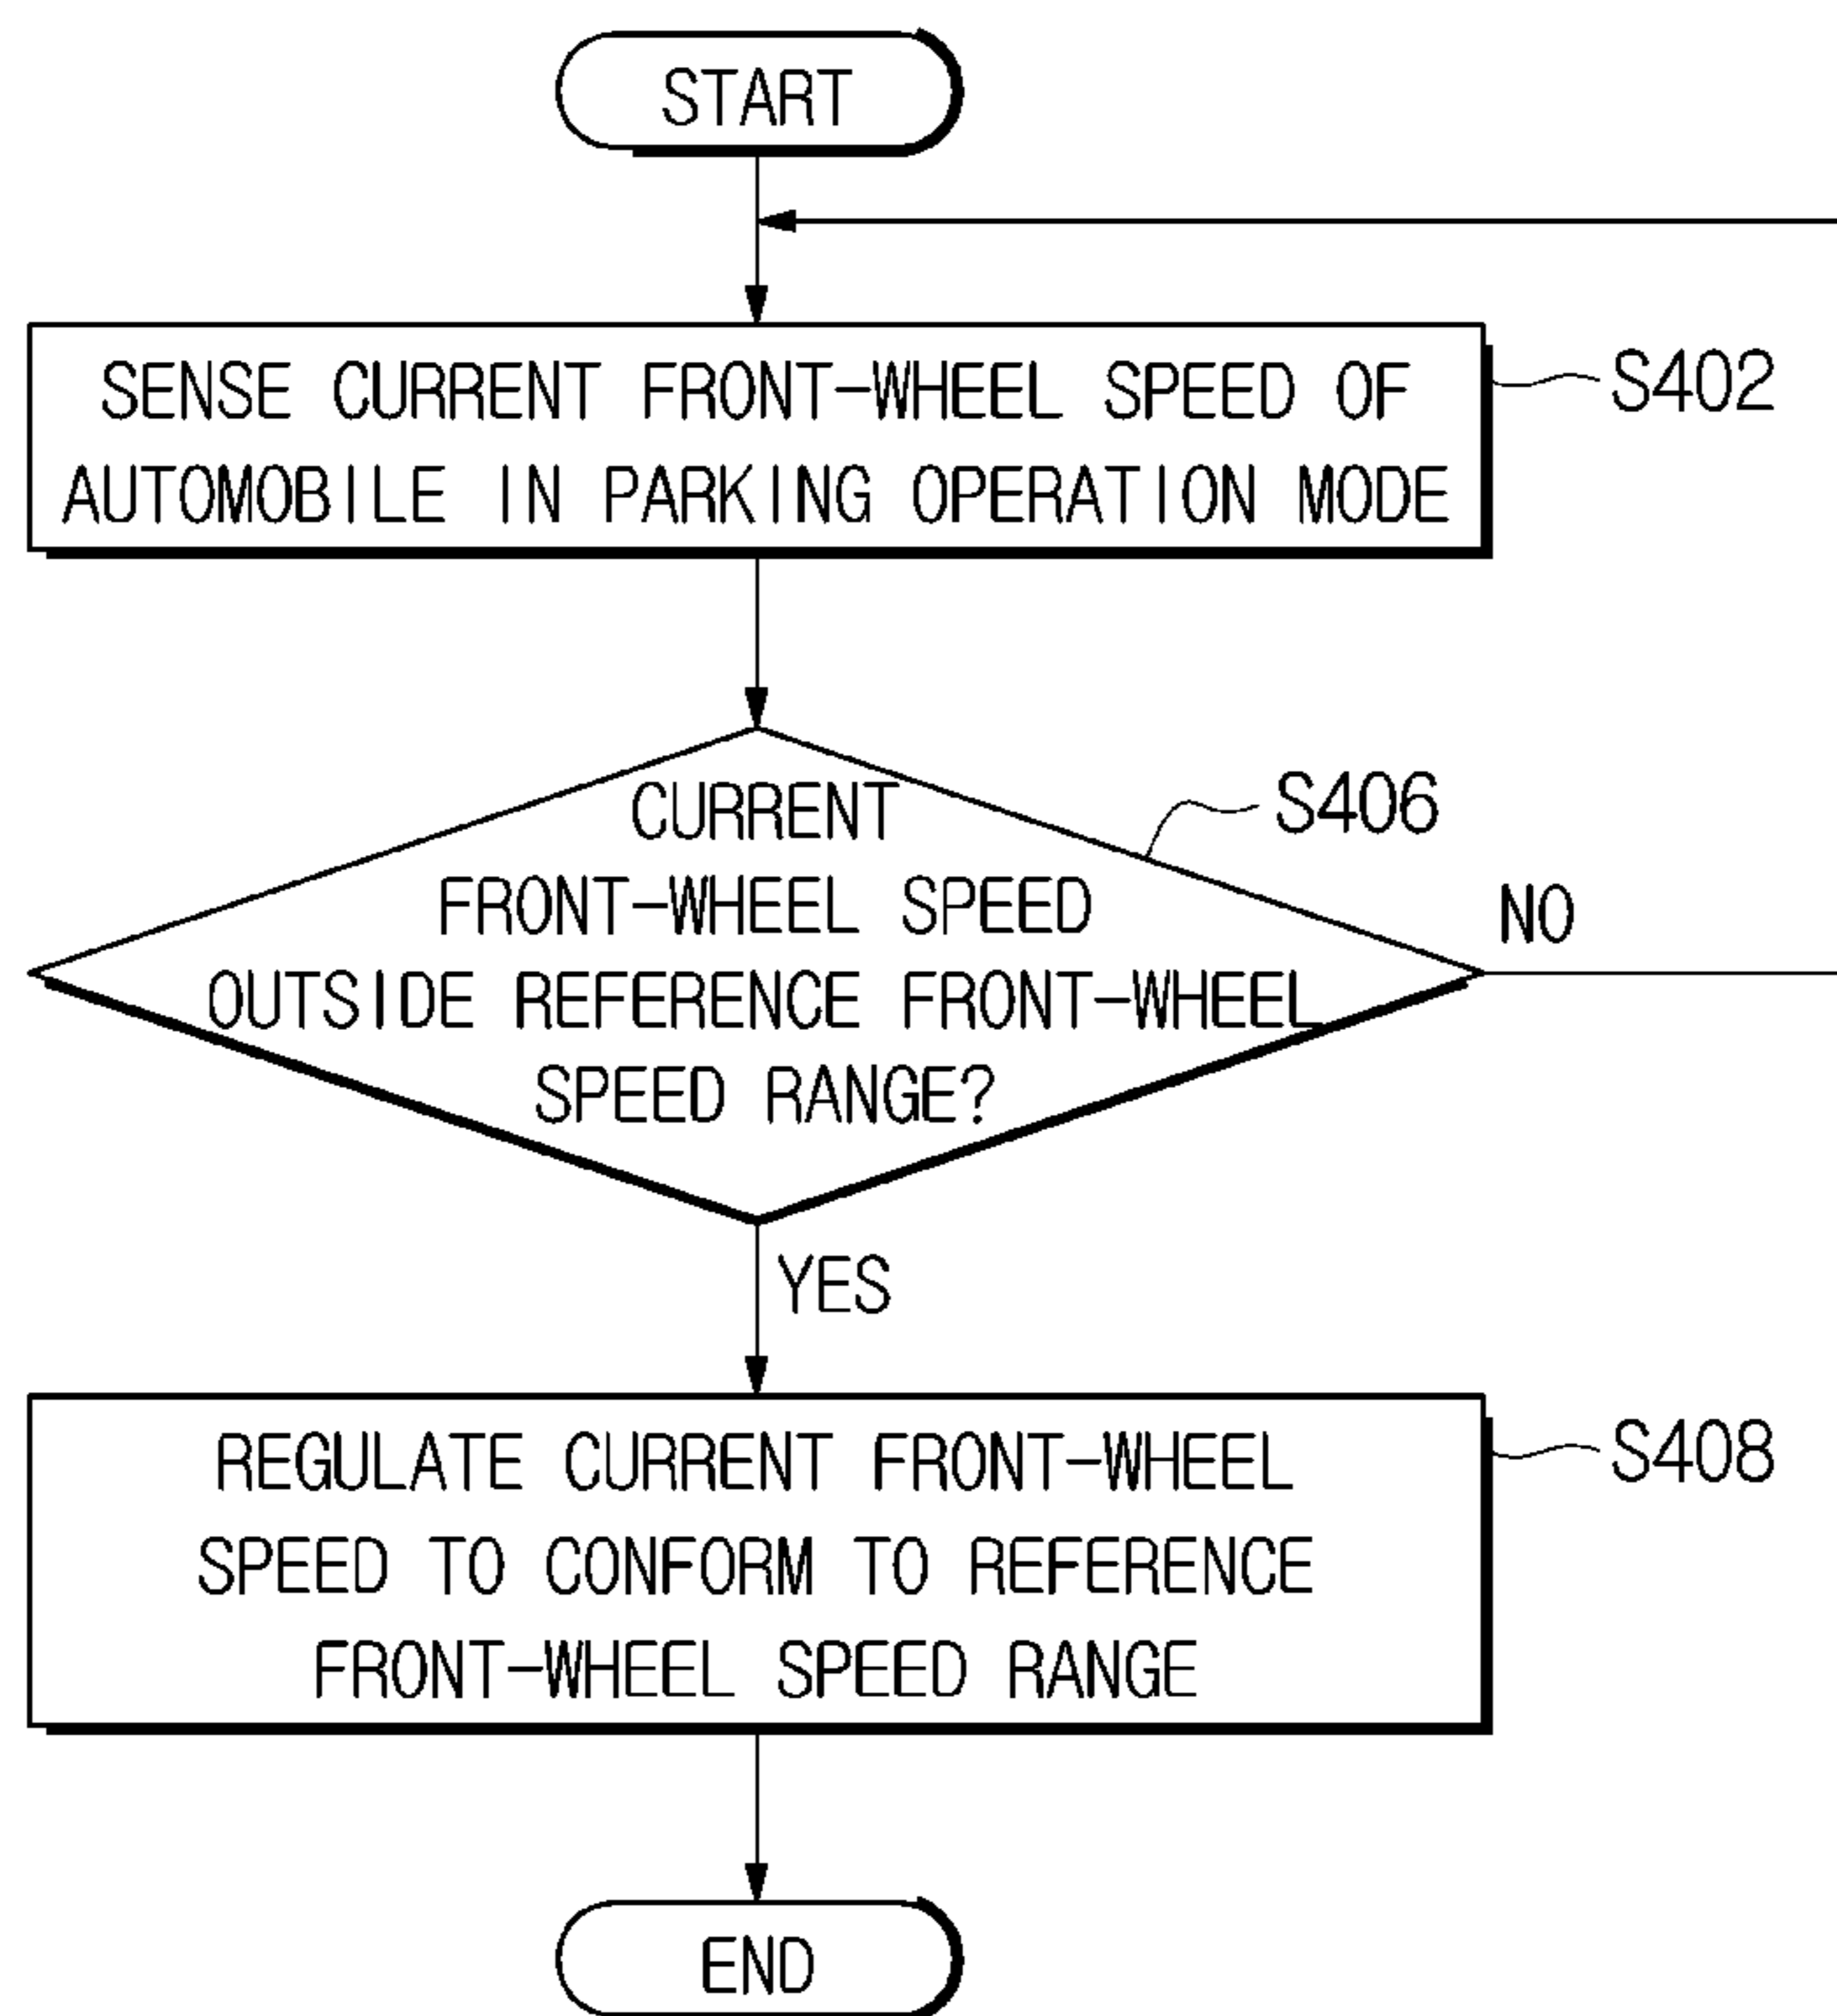 START
SENSE CURRENT FRONT-WHEEL SPEED OF
AUTOMOBILE IN PARKING OPERATION MODE
S402
CURRENT
FRONT-WHEEL SPEED
OUTSIDE REFERENCE FRONT-WHEEL
SPEED RANGE?
S406
NO
YES
REGULATE CURRENT FRONT-WHEEL
SPEED TO CONFORM TO REFERENCE
FRONT-WHEEL SPEED RANGE
S408
END